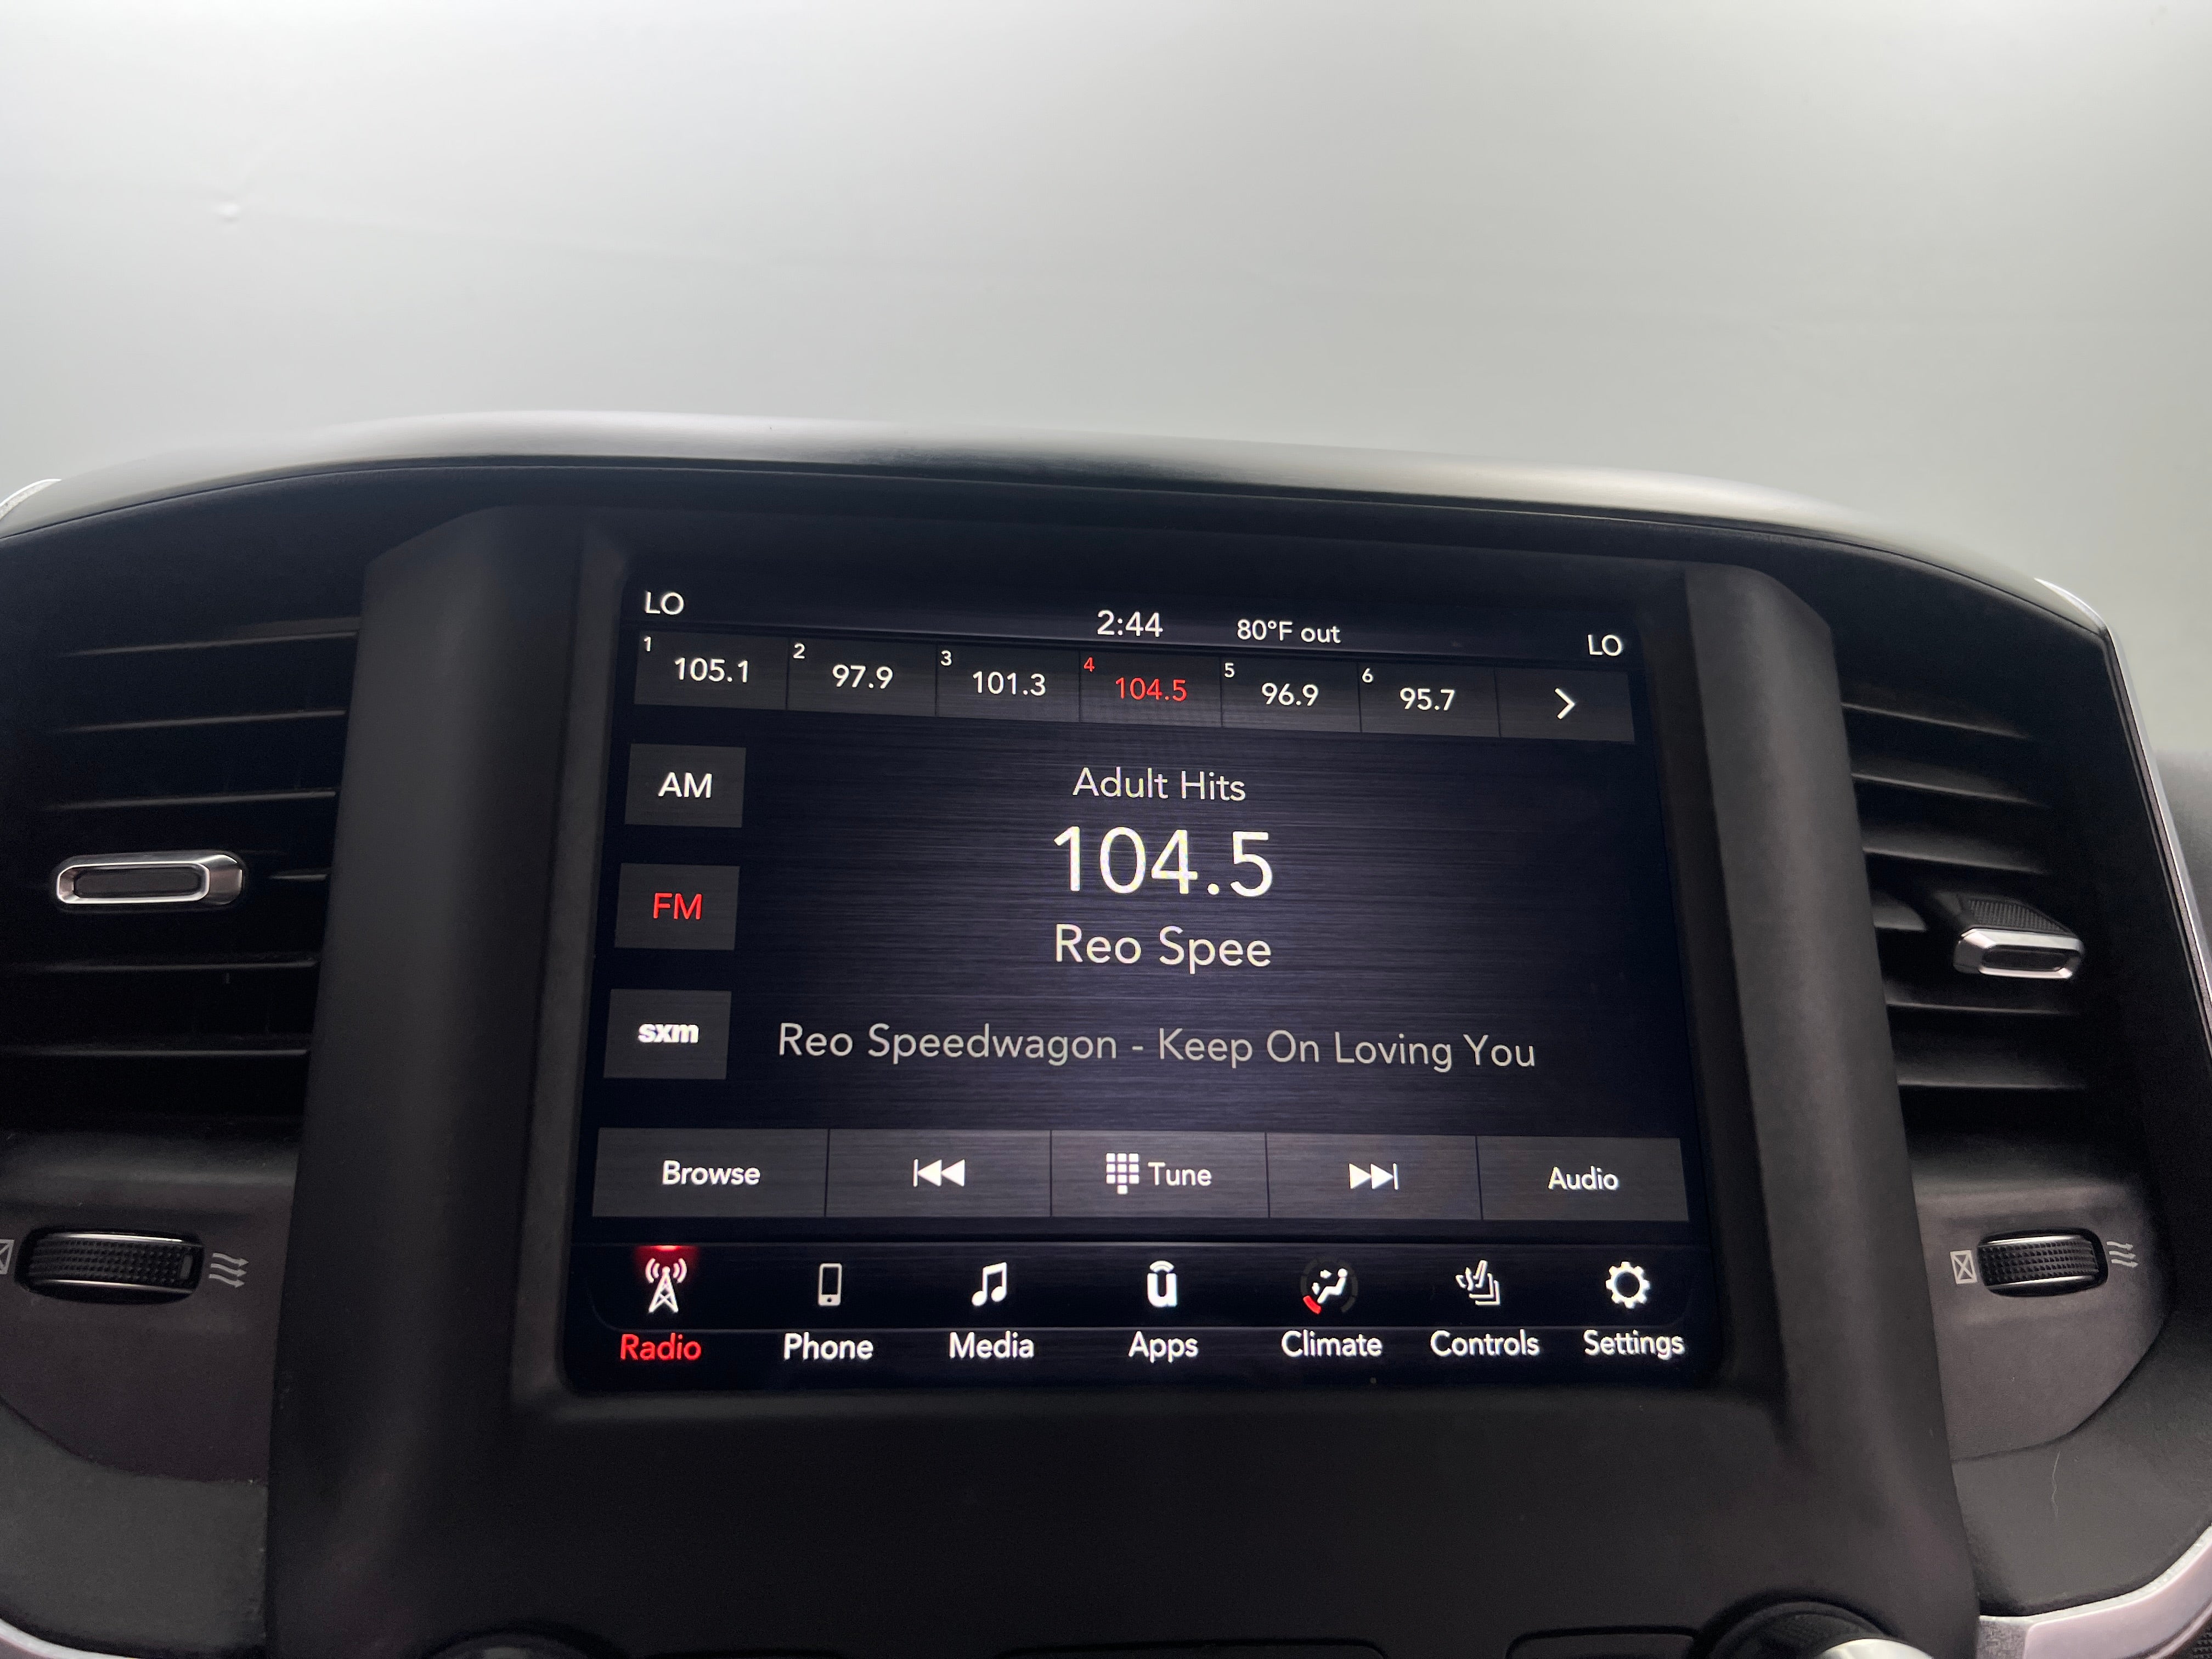 LO 2:44 80°F out LO
1 105.1 2 97.9 3 101.3 4 104.5 5 96.9 6 95.7
AM
Adult Hits
104.5
FM
Reo Spee
sxm
Reo Speedwagon - Keep On Loving You
Browse Tune Audio
Radio Phone Media Apps Climate Controls Settings